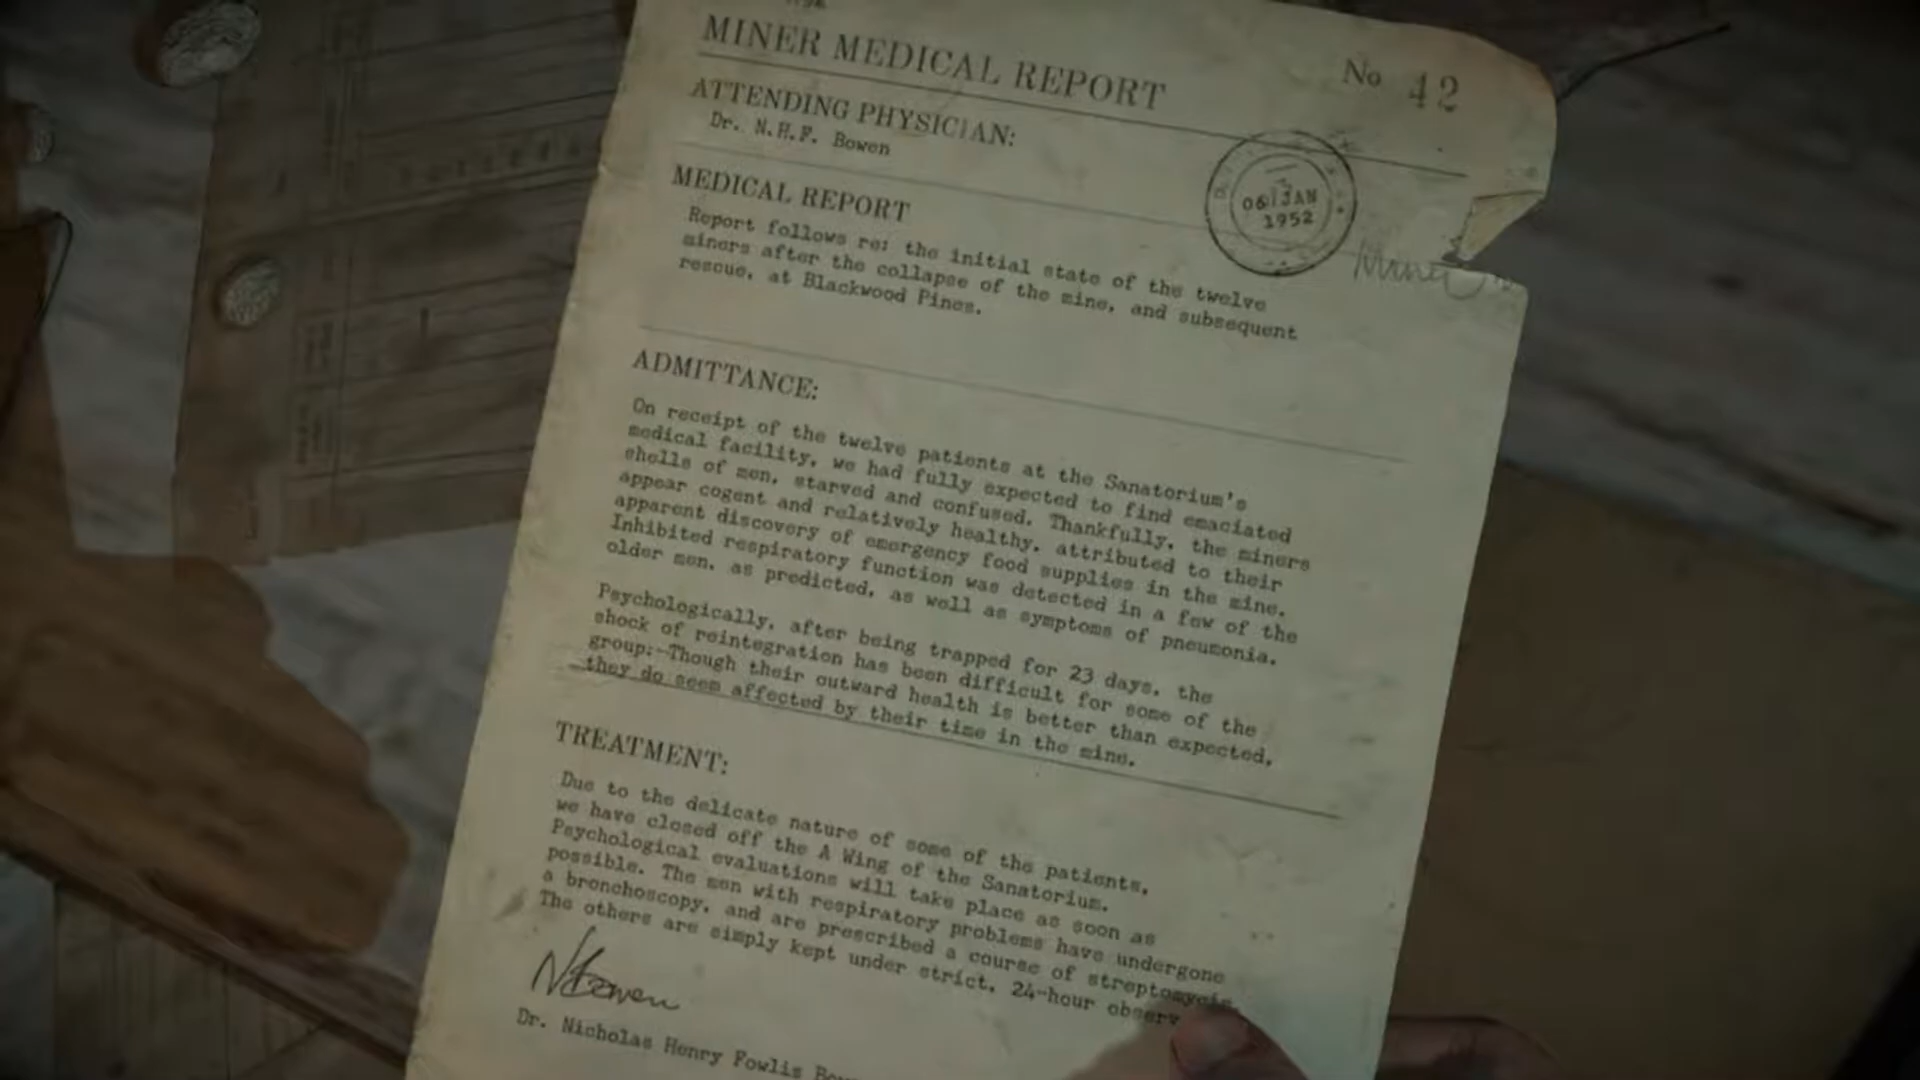 MINER MEDICAL REPORT
No 42
ATTENDING PHYSICIAN:
Dr. N.H.F. Bowen
06 JAN
1952
MEDICAL REPORT
Report follows re: the initial state of the twelve
miners after the collapse of the mine, and subsequent
rescue, at Blackwood Pines.
Miner
ADMITTANCE:
On receipt of the twelve patients at the Sanatorium's
medical facility, we had fully expected to find emaciated
shells of men, starved and confused. Thankfully, the miners
appear cogent and relatively healthy, attributed to their
apparent discovery of emergency food supplies in the mine.
Inhibited respiratory function was detected in a few of the
older men, as predicted, as well as symptoms of pneumonia.
Psychologically, after being trapped for 23 days, the
shock of reintegration has been difficult for some of the
group; Though their outward health is better than expected,
they do seem affected by their time in the mine.
TREATMENT:
Due to the delicate nature of some of the patients,
we have closed off the A Wing of the Sanatorium.
Psychological evaluations will take place as soon as
possible. The men with respiratory problems have undergone
a bronchoscopy, and are prescribed a course of streptomycin.
The others are simply kept under strict, 24-hour observ
NBowen
Dr. Nicholas Henry Fowlis Bow